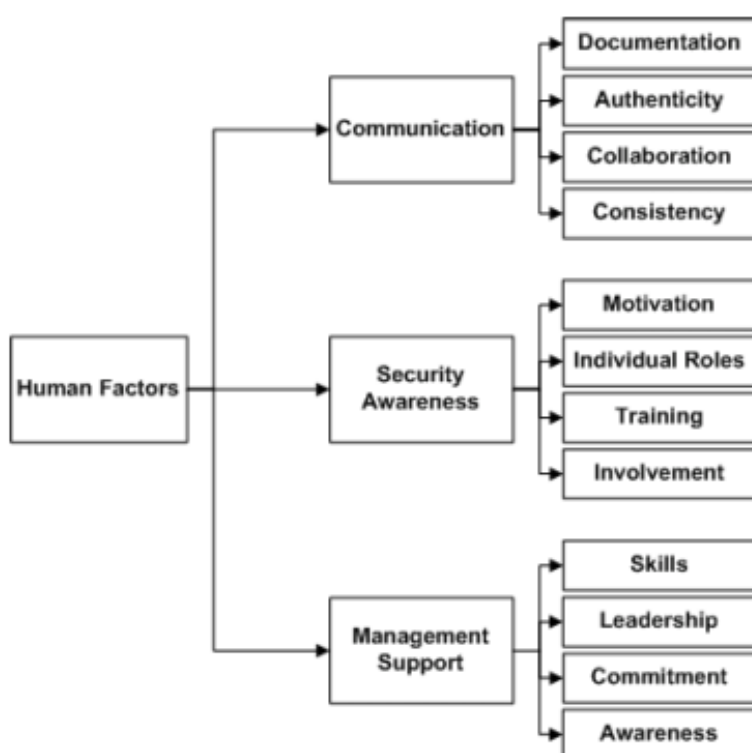 Human Factors
Communication
Documentation
Authenticity
Collaboration
Consistency
Security
Awareness
Motivation
Individual Roles
Training
Involvement
Management
Support
Skills
Leadership
Commitment
Awareness